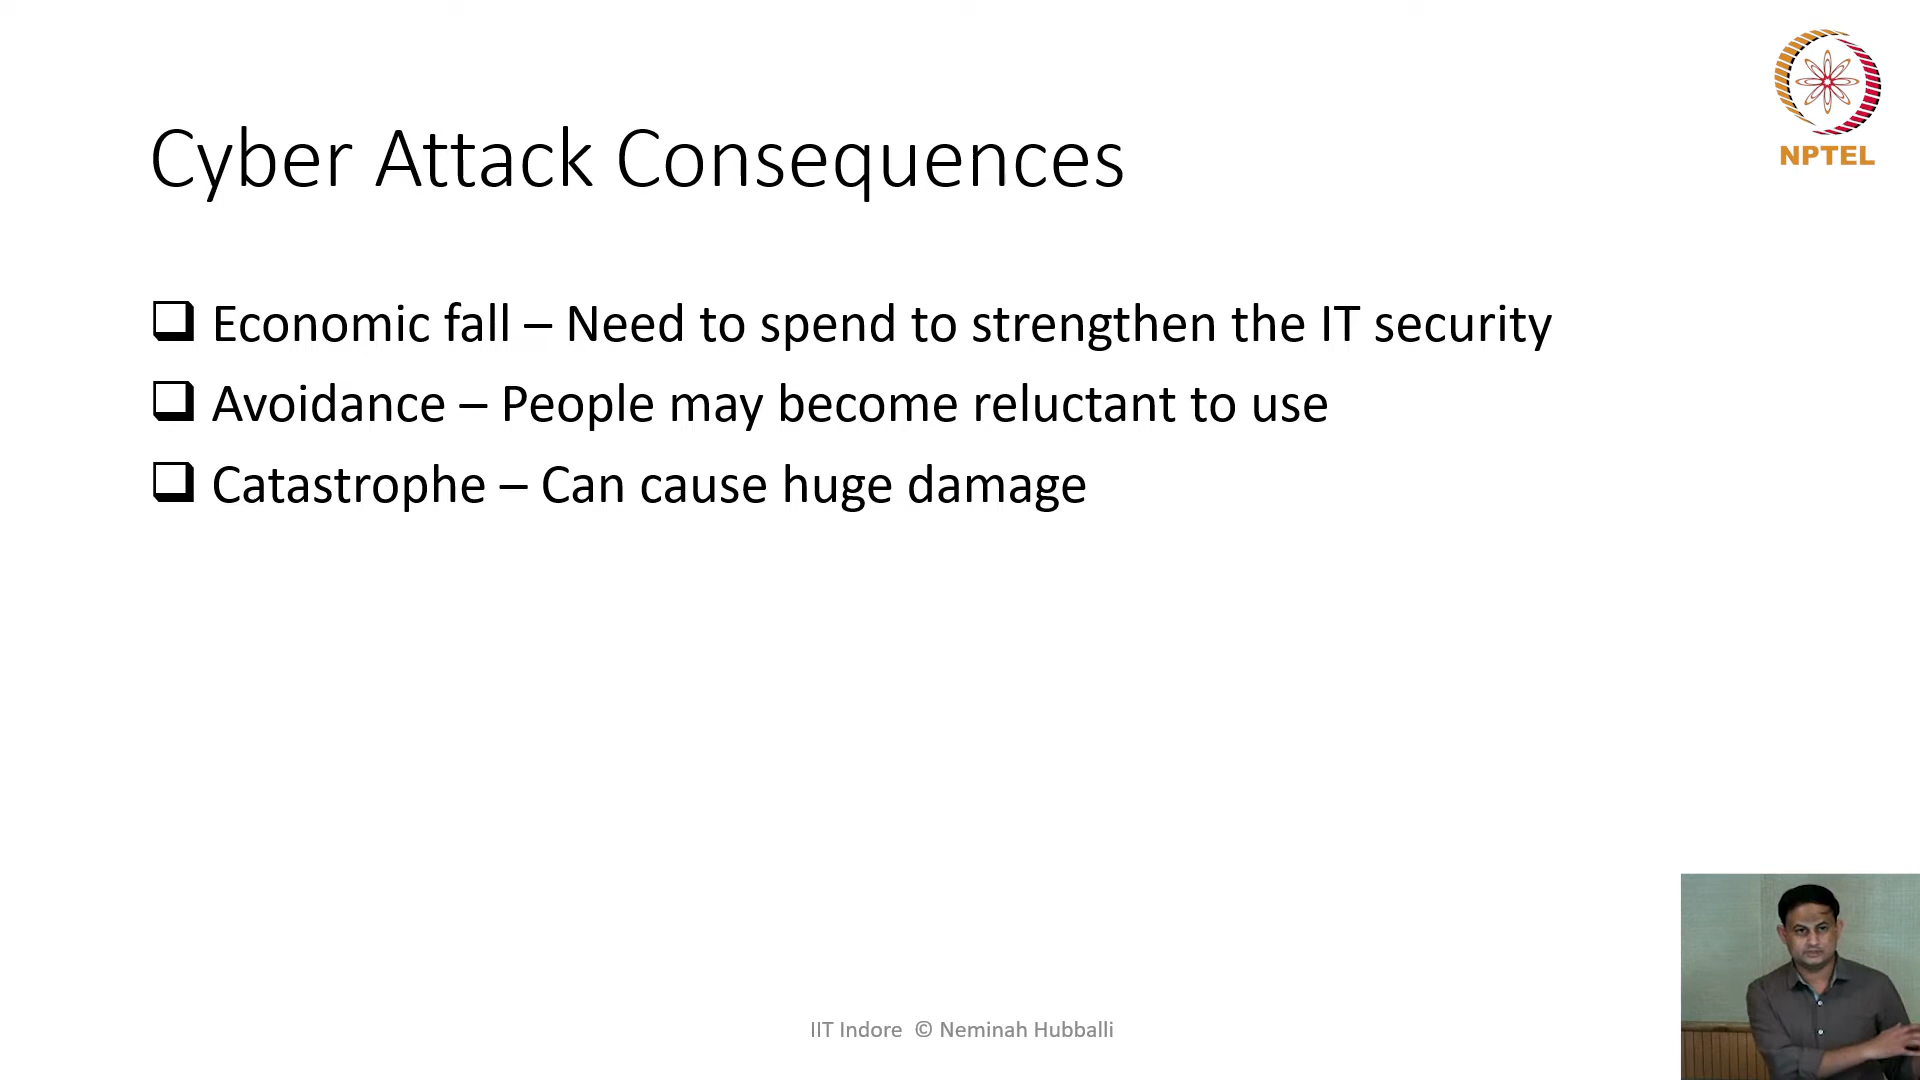 NPTEL
Cyber Attack Consequences
Economic fall – Need to spend to strengthen the IT security
Avoidance – People may become reluctant to use
Catastrophe – Can cause huge damage
IIT Indore © Neminah Hubballi